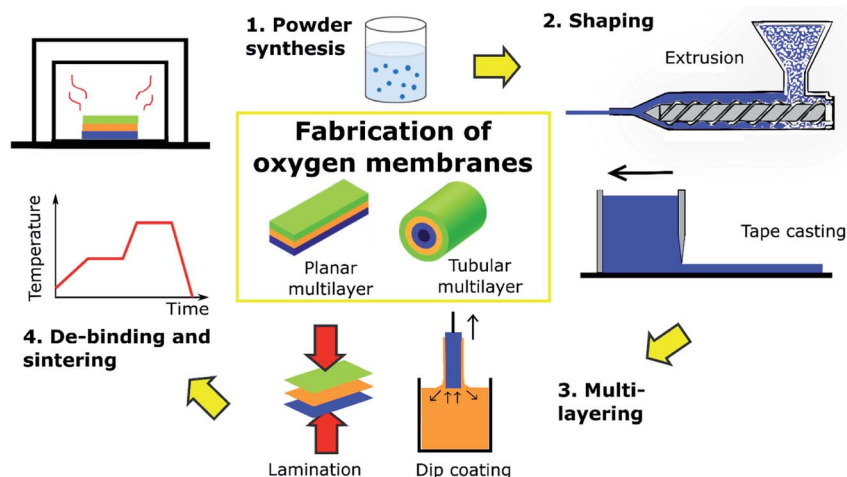 1. Powder
synthesis
2. Shaping
Extrusion
Fabrication of
oxygen membranes
Planar
multilayer
Tubular
multilayer
Tape casting
Temperature
Time
4. De-binding and
sintering
3. Multi-
layering
Lamination
Dip coating